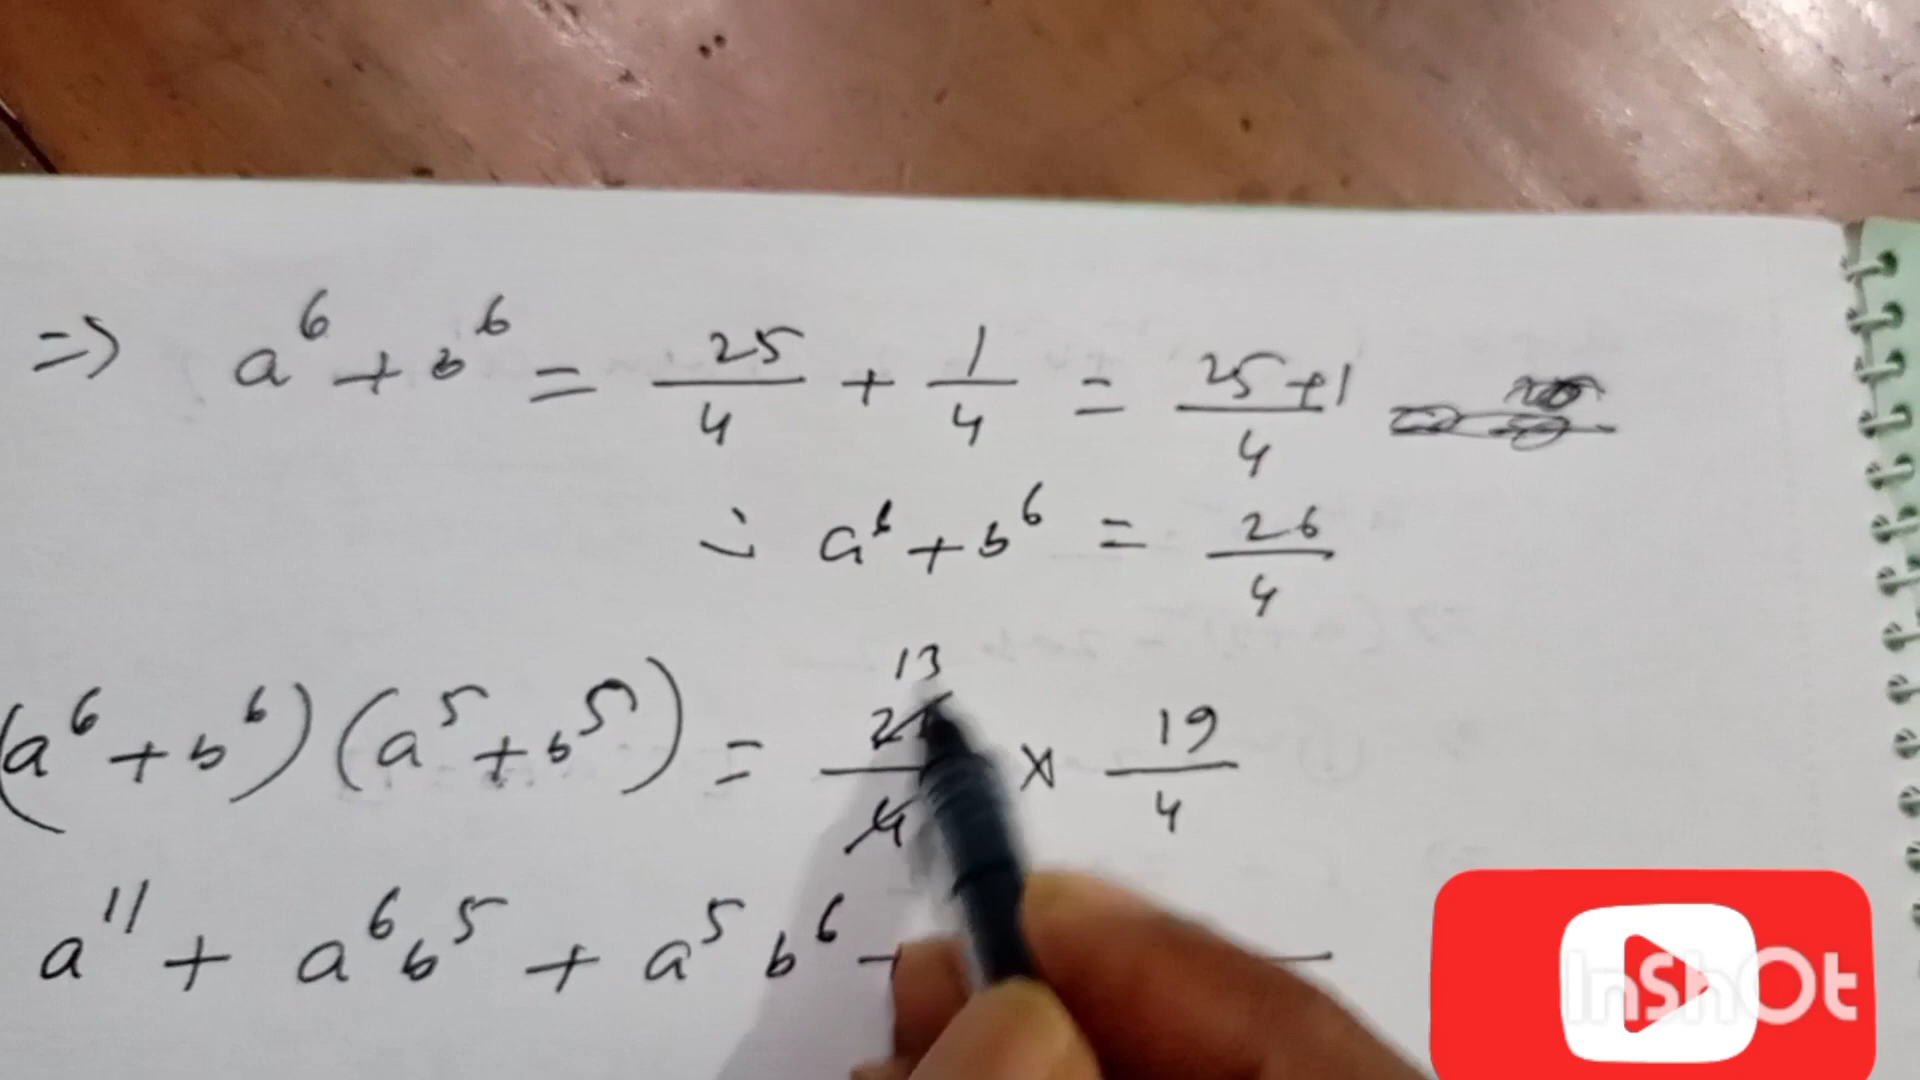 => a⁶ + b⁶ = 25/4 + 1/4 = 25+1/4
∴ a⁶ + b⁶ = 26/4
13
(a⁶ + b⁶)(a⁵ + b⁵) = 26/4 × 19/4
a¹¹ + a⁶b⁵ + a⁵b⁶
InShOt